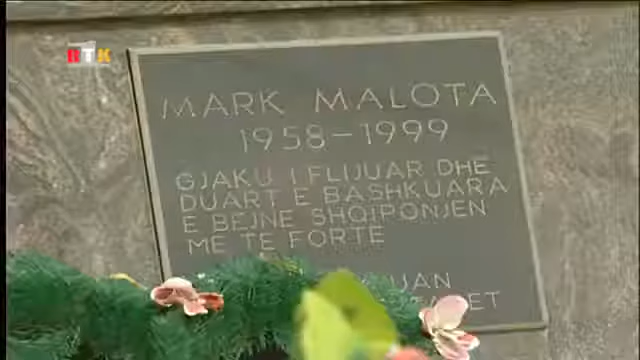 RTK
MARK MALOTA
1958-1999
GJAKU I FLIJUAR DHE
DUART E BASHKUARA
E BEJNE SHQIPONJEN
ME TE FORTE